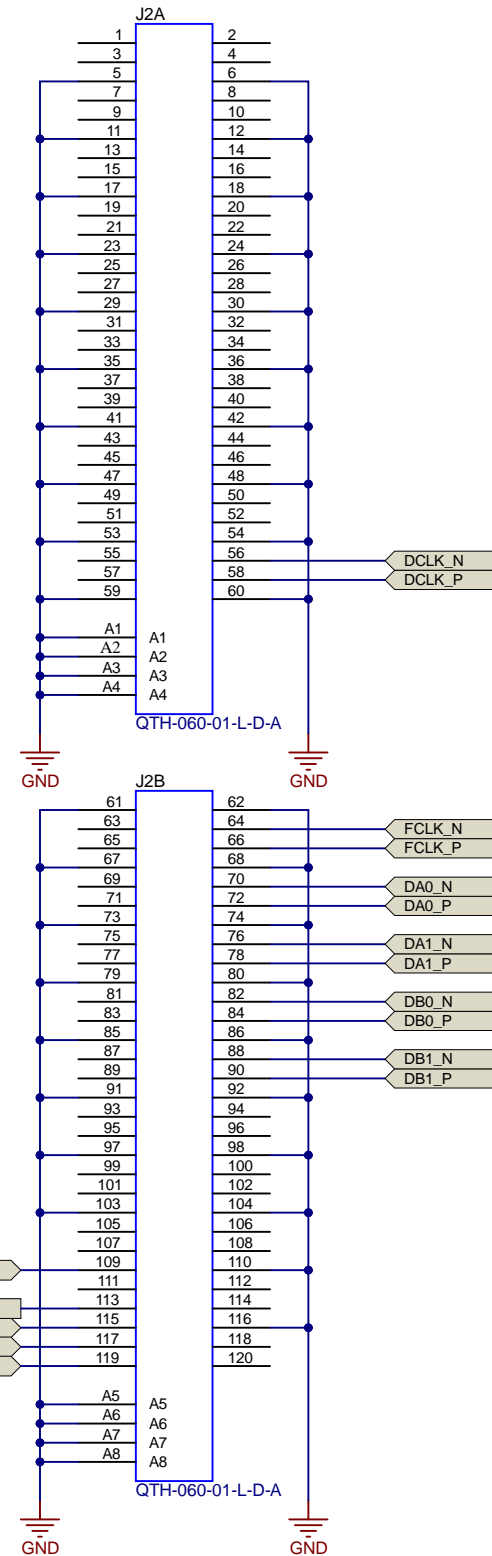 J2A
1 2
3 4
5 6
7 8
9 10
11 12
13 14
15 16
17 18
19 20
21 22
23 24
25 26
27 28
29 30
31 32
33 34
35 36
37 38
39 40
41 42
43 44
45 46
47 48
49 50
51 52
53 54
55 56 DCLK_N
57 58 DCLK_P
59 60
A1 A1
A2 A2
A3 A3
A4 A4
QTH-060-01-L-D-A
GND GND
J2B
61 62
63 64 FCLK_N
65 66 FCLK_P
67 68
69 70 DA0_N
71 72 DA0_P
73 74
75 76 DA1_N
77 78 DA1_P
79 80
81 82 DB0_N
83 84 DB0_P
85 86
87 88 DB1_N
89 90 DB1_P
91 92
93 94
95 96
97 98
99 100
101 102
103 104
105 106
107 108
109 110
111 112
113 114
115 116
117 118
119 120
A5 A5
A6 A6
A7 A7
A8 A8
QTH-060-01-L-D-A
GND GND